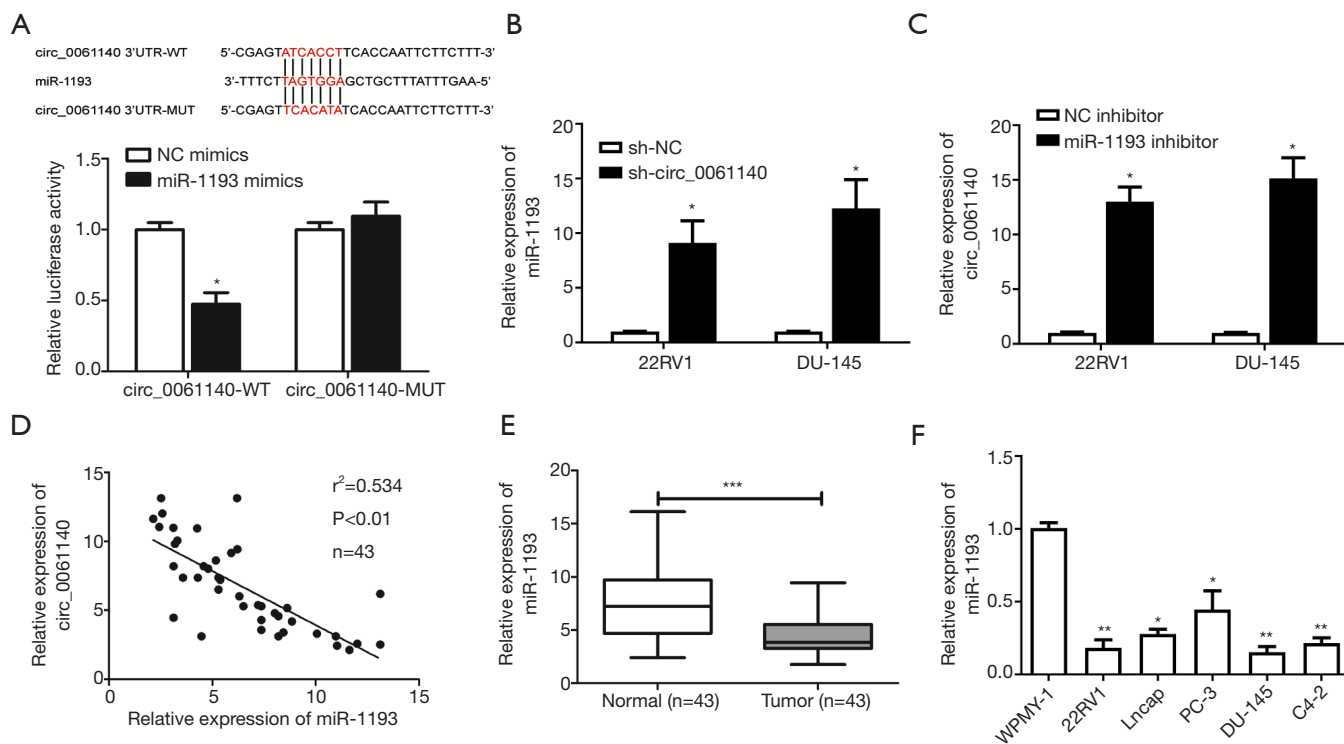 A
circ_0061140 3'UTR-WT 5'-CGAGTATCACCTTCACCAATTCTTCTTT-3'
miR-1193 3'-TTTCTTAGTGGAGCTGCTTTATTTGAA-5'
circ_0061140 3'UTR-MUT 5'-CGAGTTCACATATCACCAATTCTTCTTT-3'
NC mimics
miR-1193 mimics
Relative luciferase activity
1.5
1.0
0.5
0.0
*
circ_0061140-WT circ_0061140-MUT
B
sh-NC
sh-circ_0061140
Relative expression of
miR-1193
20
15
10
5
0
* *
22RV1 DU-145
C
NC inhibitor
miR-1193 inhibitor
Relative expression of
circ_0061140
20
15
10
5
0
* *
22RV1 DU-145
D
Relative expression of
circ_0061140
15
10
5
0
r²=0.534
P<0.01
n=43
0 5 10 15
Relative expression of miR-1193
E
Relative expression of
miR-1193
20
15
10
5
0
***
Normal (n=43) Tumor (n=43)
F
Relative expression of
miR-1193
1.5
1.0
0.5
0.0
** * * ** **
WPMY-1 22RV1 Lncap PC-3 DU-145 C4-2